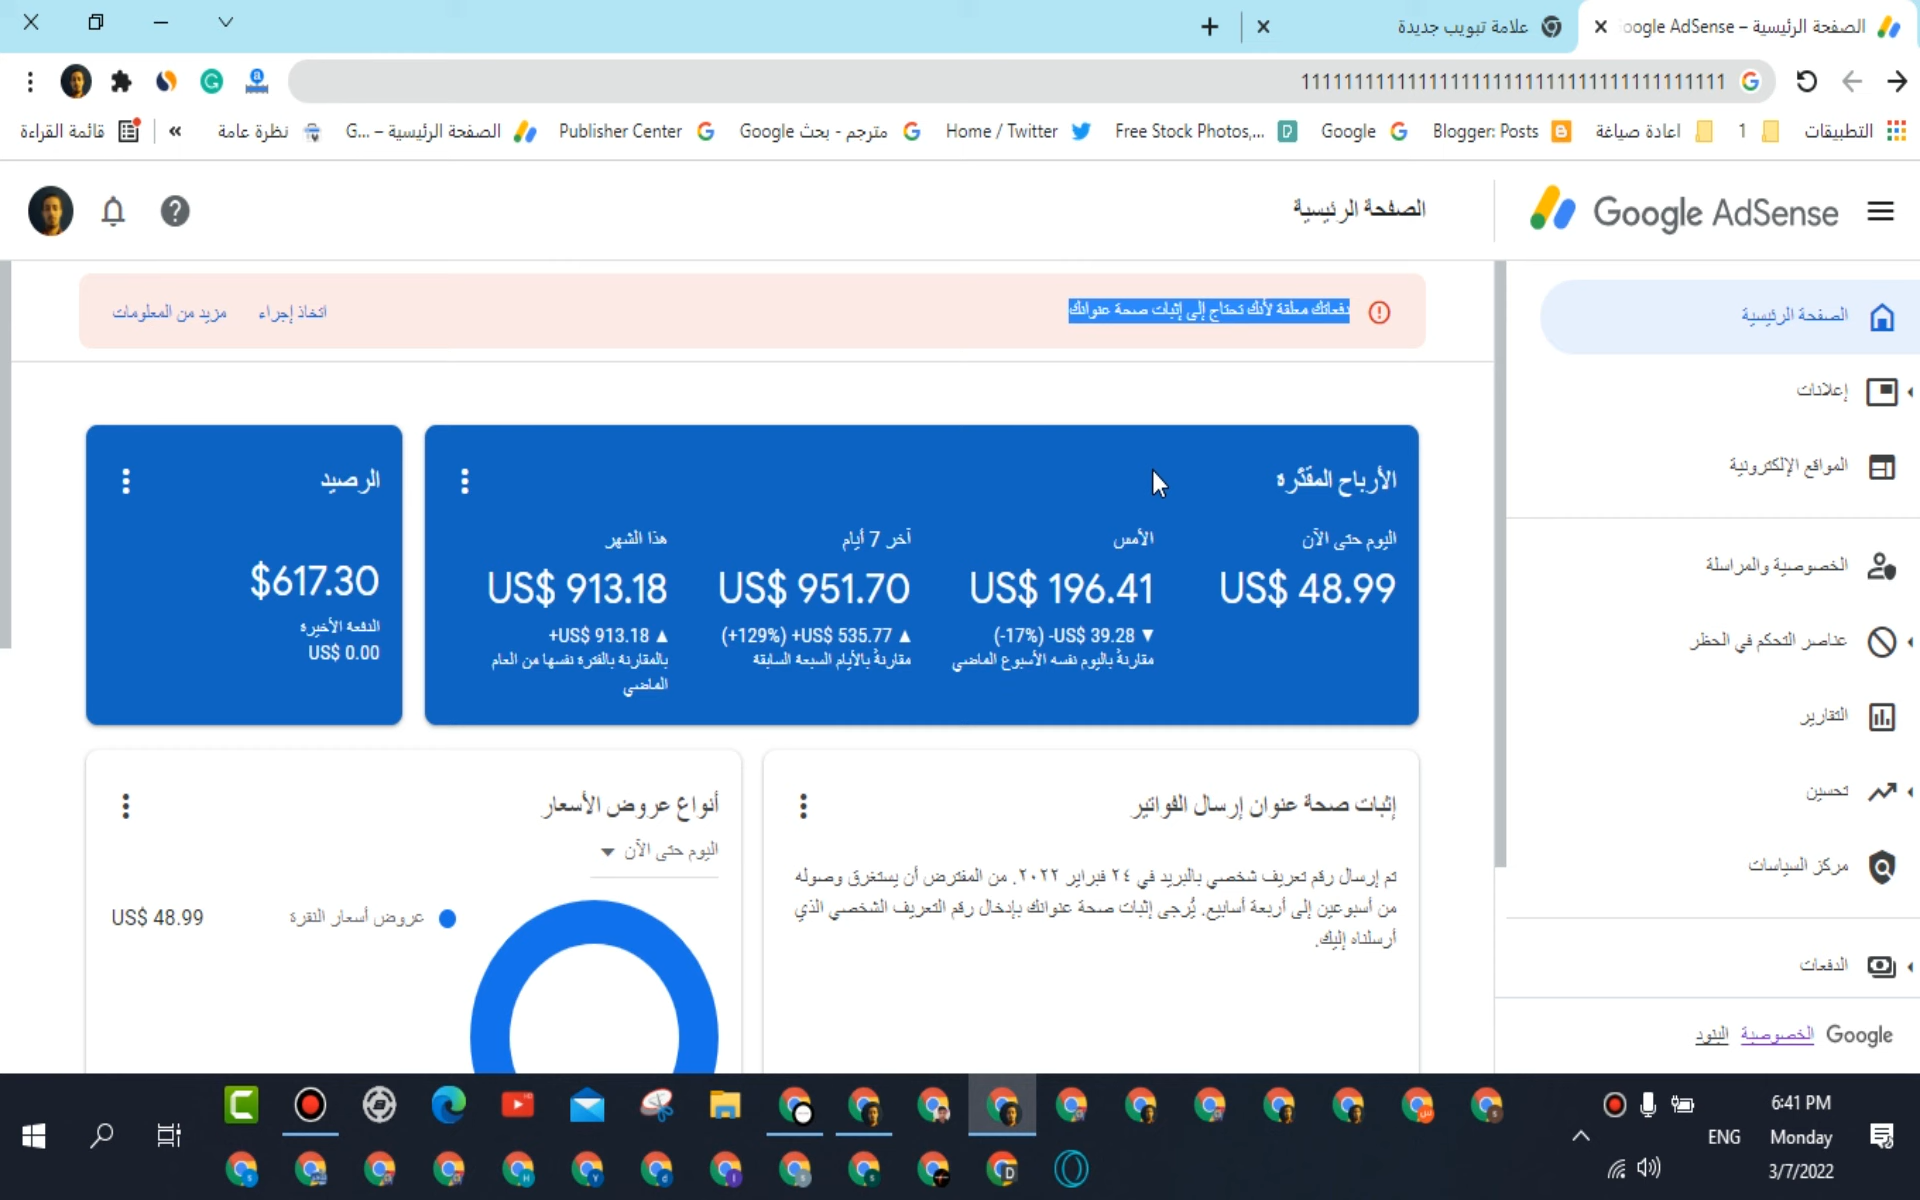 الصفحة الرئيسية – Google AdSense
علامة تبويب جديدة
1111111111111111111111111111111111111111
التطبيقات
1
اعادة صياغة
Blogger: Posts
Google
Free Stock Photos,...
Home / Twitter
مترجم - بحث Google
Publisher Center
الصفحة الرئيسية – G...
نظرة عامة
»
قائمة القراءة
Google AdSense
الصفحة الرئيسية
دفعاتك معلقة لأنك تحتاج إلى إثبات صحة عنوانك
اتخاذ إجراء
مزيد من المعلومات
الصفحة الرئيسية
إعلانات
المواقع الإلكترونية
الخصوصية والمراسلة
عناصر التحكم في الحظر
التقارير
تحسين
مركز السياسات
الدفعات
Google الخصوصية البنود
الأرباح المقدّرة
اليوم حتى الآن
US$ 48.99
الأمس
US$ 196.41
▼ US$ 39.28- (-17%)
مقارنةً باليوم نفسه الأسبوع الماضي
آخر 7 أيام
US$ 951.70
▲ US$ 535.77+ (+129%)
مقارنةً بالأيام السبعة السابقة
هذا الشهر
US$ 913.18
▲ US$ 913.18+
بالمقارنة بالفترة نفسها من العام
الماضي
الرصيد
$617.30
الدفعة الأخيرة
US$ 0.00
إثبات صحة عنوان إرسال الفواتير
تم إرسال رقم تعريف شخصي بالبريد في ٢٤ فبراير ٢٠٢٢. من المفترض أن يستغرق وصوله
من أسبوعين إلى أربعة أسابيع. يُرجى إثبات صحة عنوانك بإدخال رقم التعريف الشخصي الذي
أرسلناه إليك.
أنواع عروض الأسعار
اليوم حتى الآن
عروض أسعار النقرة
US$ 48.99
6:41 PM
ENG
Monday
3/7/2022